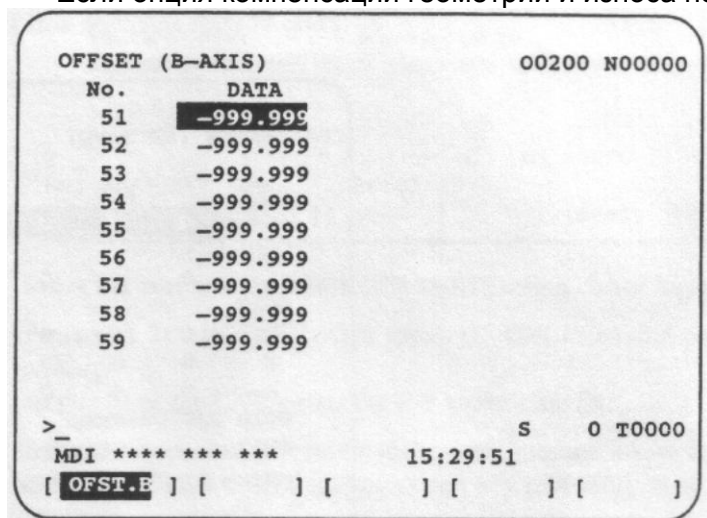 OFFSET (B–AXIS) O0200 N00000
No. DATA
51 –999.999
52 –999.999
53 –999.999
54 –999.999
55 –999.999
56 –999.999
57 –999.999
58 –999.999
59 –999.999
>_
S 0 T0000
MDI **** *** *** 15:29:51
OFST.B ] [ ] [ ] [ ] [